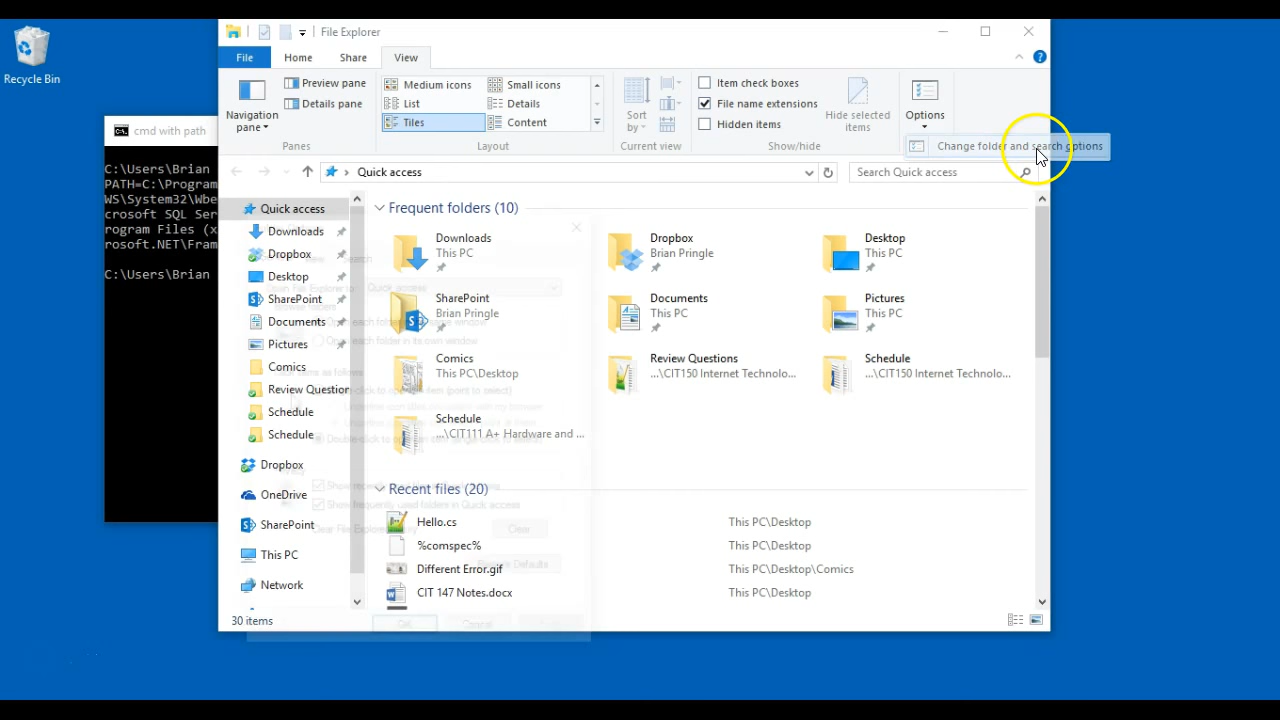 Recycle Bin
File Explorer
File Home Share View
Navigation pane
Preview pane
Details pane
Panes
Medium icons Small icons
List Details
Tiles Content
Layout
Sort by
Current view
Item check boxes
File name extensions
Hidden items
Hide selected items
Show/hide
Options
Change folder and search options
cmd with path
Quick access
Search Quick access
C:\Users\Brian
PATH=C:\Program
WS\System32\Wbe
crosoft SQL Ser
rogram Files (x
rosoft.NET\Fram
C:\Users\Brian
Quick access
Downloads
Dropbox
Desktop
SharePoint
Documents
Pictures
Comics
Review Question
Schedule
Schedule
Dropbox
OneDrive
SharePoint
This PC
Network
Frequent folders (10)
Downloads
This PC
Dropbox
Brian Pringle
Desktop
This PC
SharePoint
Brian Pringle
Documents
This PC
Pictures
This PC
Comics
This PC\Desktop
Review Questions
...\CIT150 Internet Technolo...
Schedule
...\CIT150 Internet Technolo...
Schedule
...\CIT111 A+ Hardware and ...
Recent files (20)
Hello.cs This PC\Desktop
%comspec% This PC\Desktop
Different Error.gif This PC\Desktop\Comics
CIT 147 Notes.docx This PC\Desktop
30 items